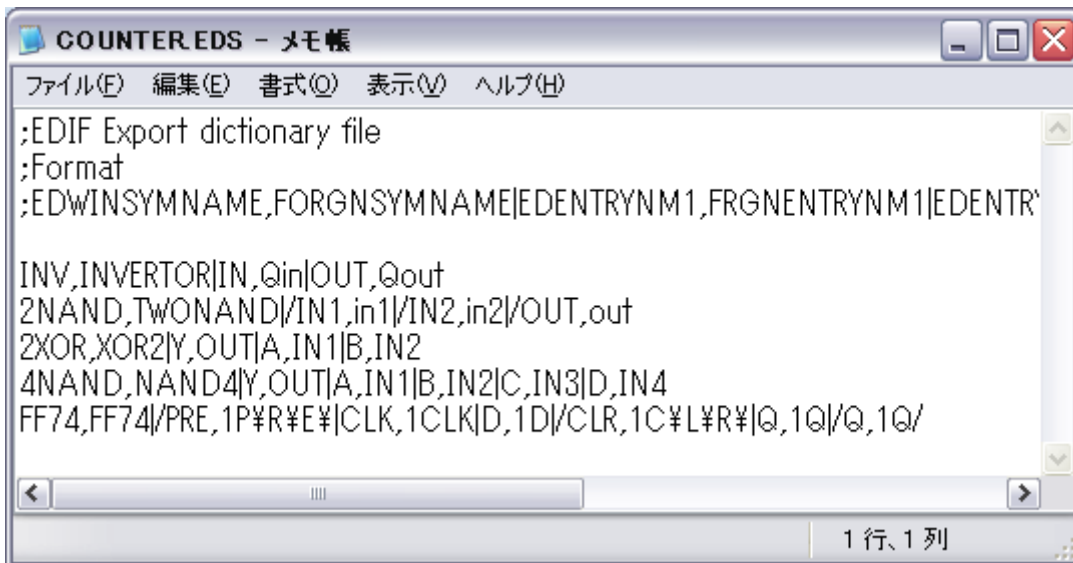 COUNTER.EDS - メモ帳
ファイル(F) 編集(E) 書式(O) 表示(V) ヘルプ(H)
;EDIF Export dictionary file
;Format
;EDWINSYMNAME,FORGNSYMNAME|EDENTRYNM1,FRGNENTRYNM1|EDENTRY
INV,INVERTOR|IN,Qin|OUT,Qout
2NAND,TWONAND|/IN1,in1|/IN2,in2|/OUT,out
2XOR,XOR2|Y,OUT|A,IN1|B,IN2
4NAND,NAND4|Y,OUT|A,IN1|B,IN2|C,IN3|D,IN4
FF74,FF74|/PRE,1P¥R¥E¥|CLK,1CLK|D,1D|/CLR,1C¥L¥R¥|Q,1Q|/Q,1Q/
1 行、1 列